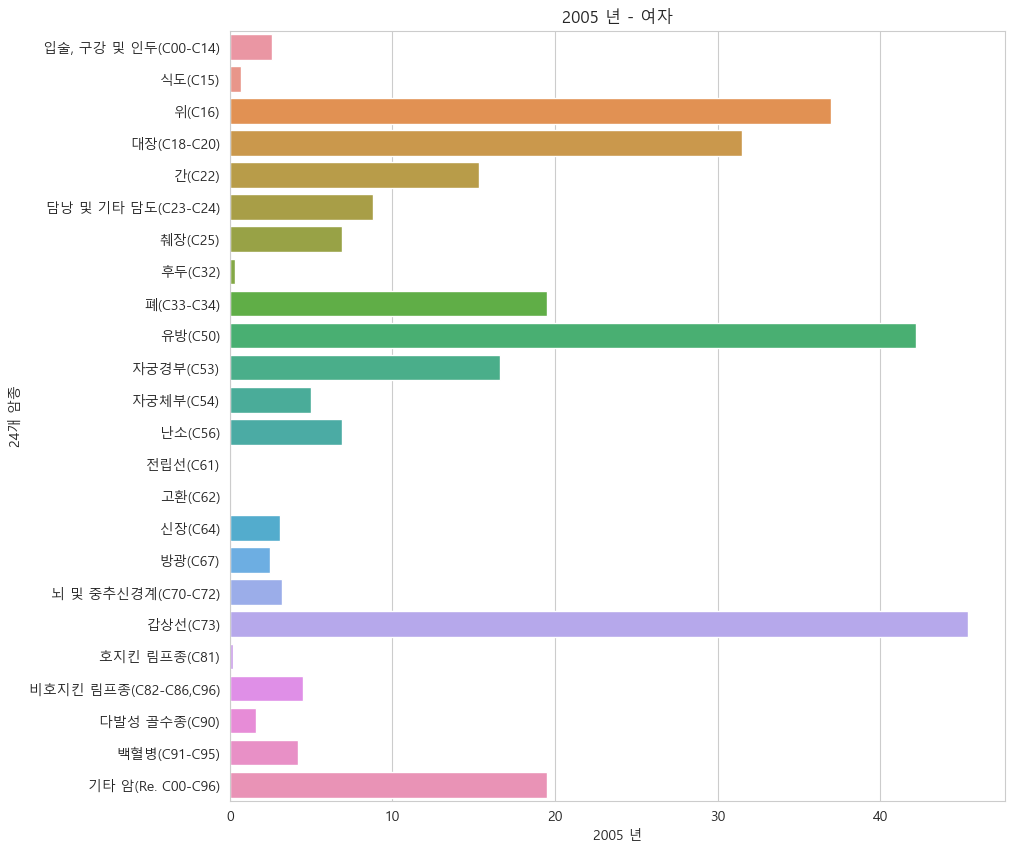 2005 년 - 여자
24개 암종
입술, 구강 및 인두(C00-C14)
식도(C15)
위(C16)
대장(C18-C20)
간(C22)
담낭 및 기타 담도(C23-C24)
췌장(C25)
후두(C32)
폐(C33-C34)
유방(C50)
자궁경부(C53)
자궁체부(C54)
난소(C56)
전립선(C61)
고환(C62)
신장(C64)
방광(C67)
뇌 및 중추신경계(C70-C72)
갑상선(C73)
호지킨 림프종(C81)
비호지킨 림프종(C82-C86,C96)
다발성 골수종(C90)
백혈병(C91-C95)
기타 암(Re. C00-C96)
0 10 20 30 40
2005 년